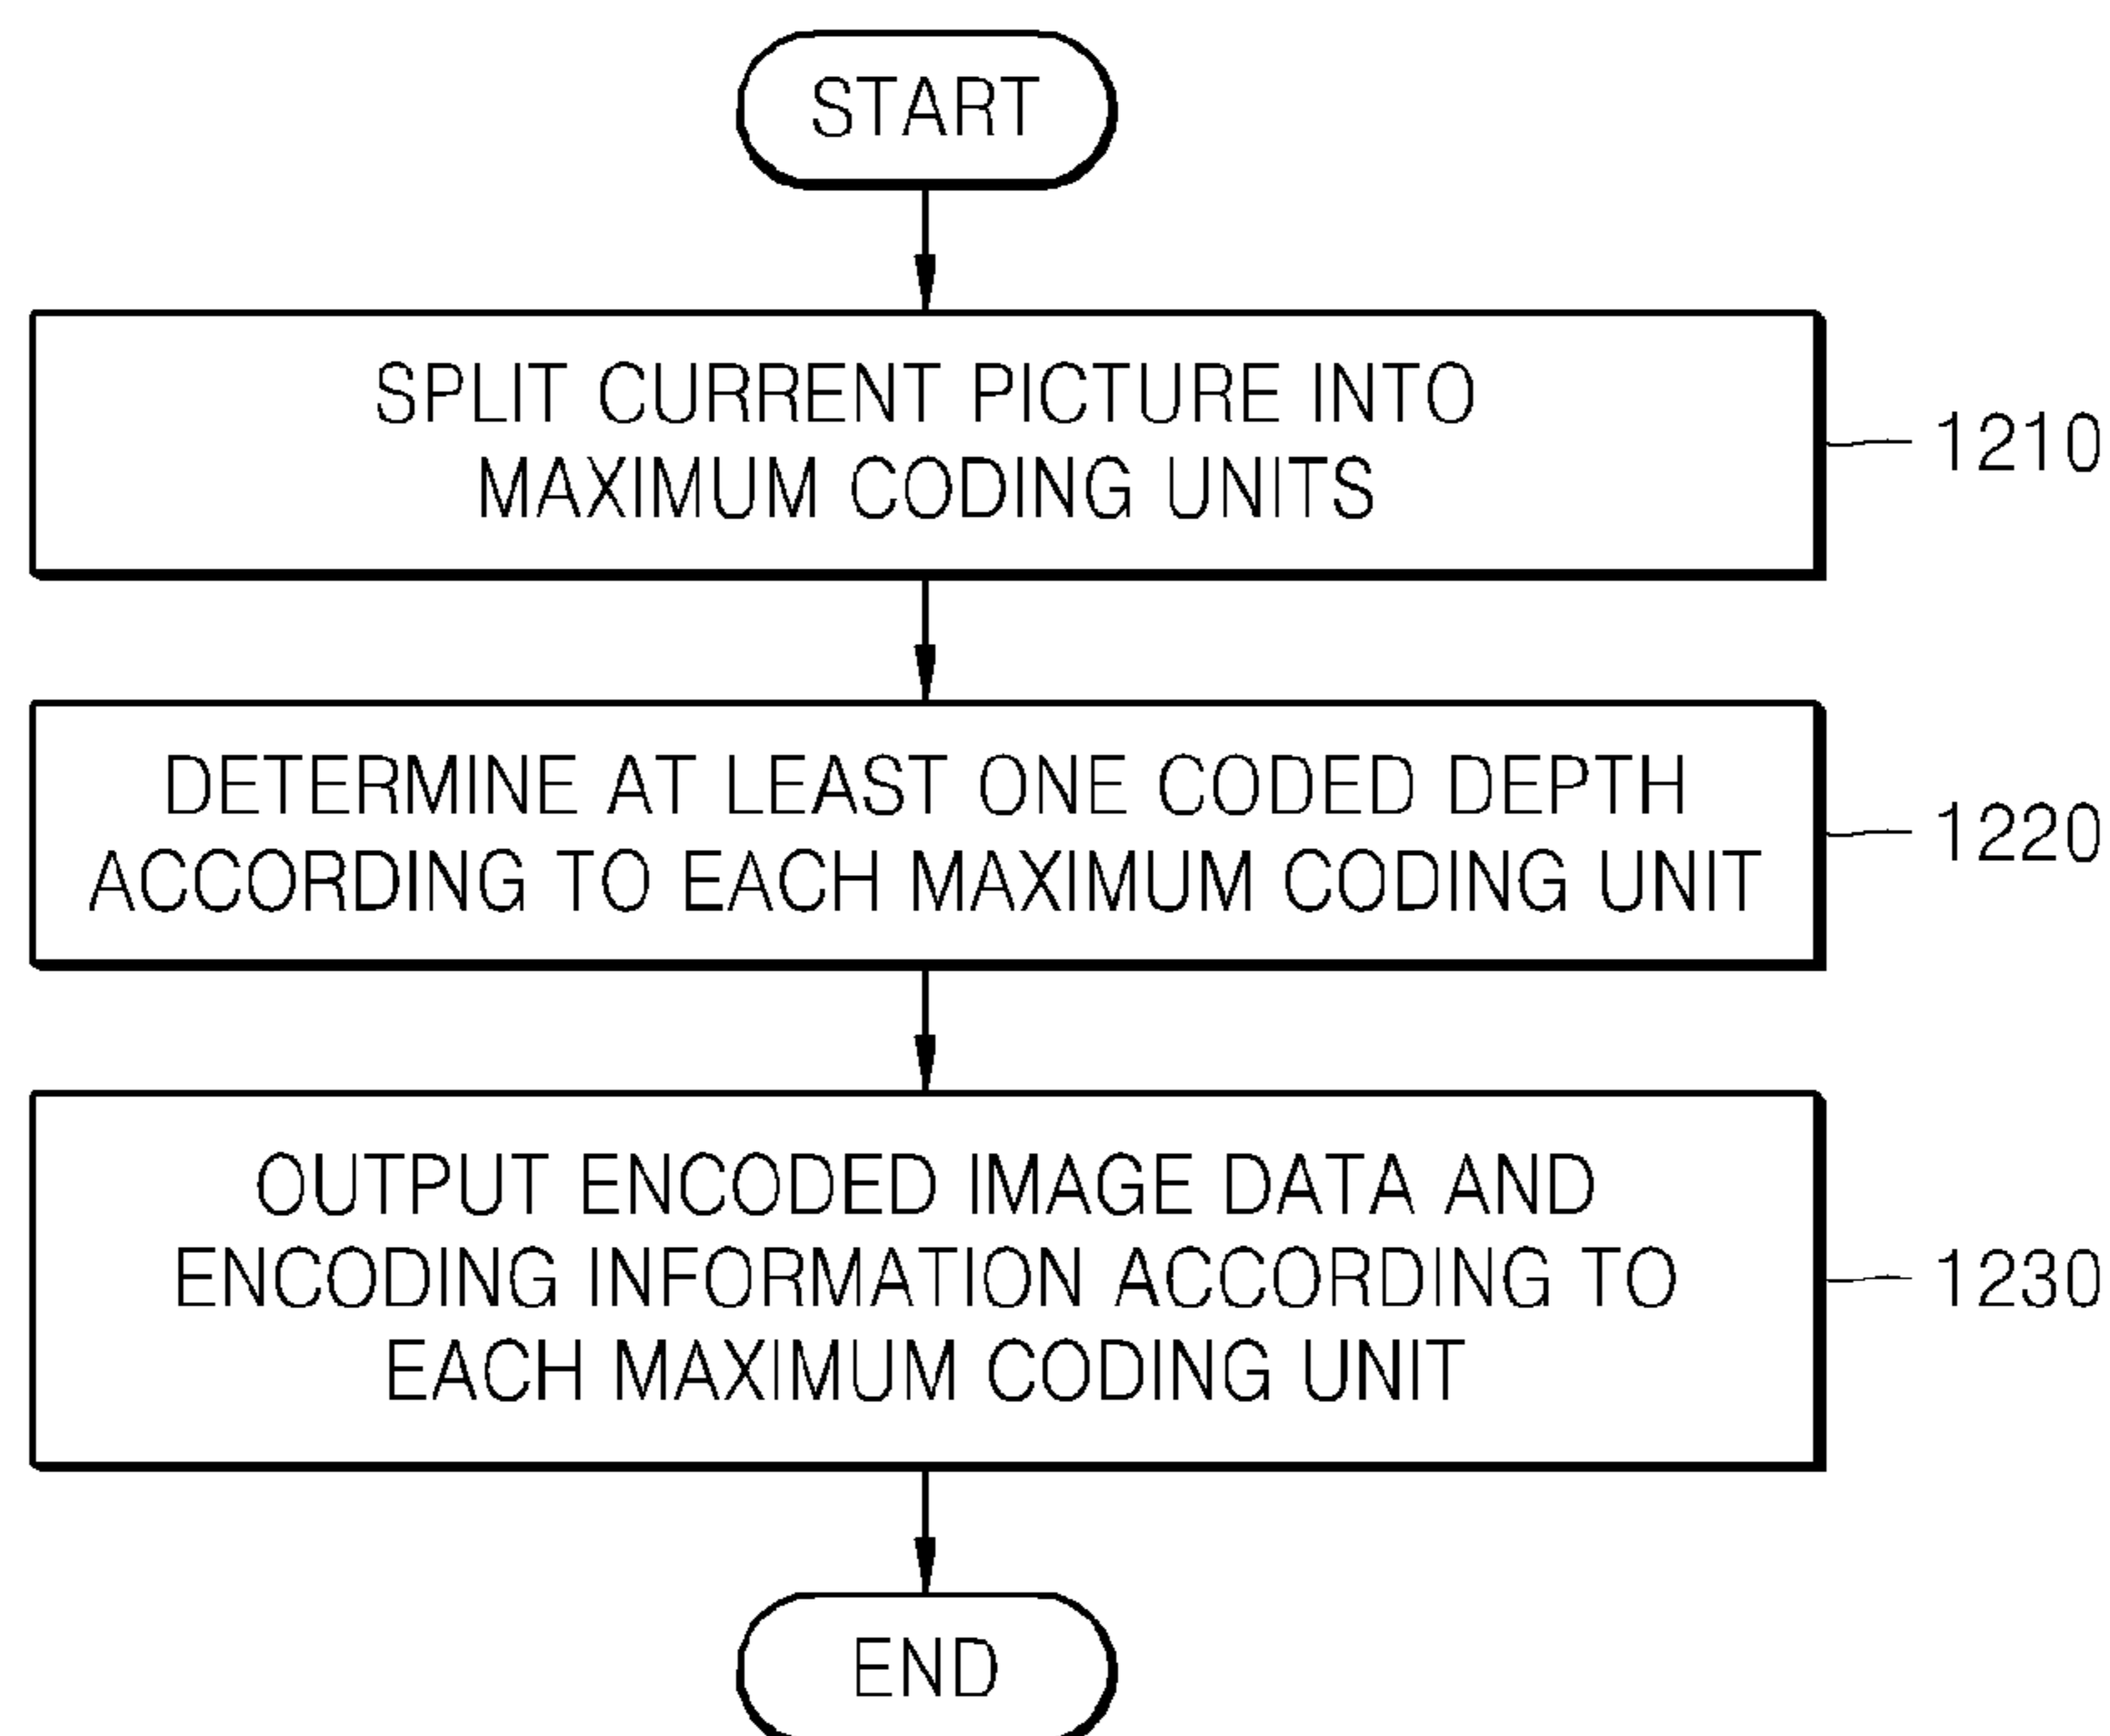 START
SPLIT CURRENT PICTURE INTO
MAXIMUM CODING UNITS
1210
DETERMINE AT LEAST ONE CODED DEPTH
ACCORDING TO EACH MAXIMUM CODING UNIT
1220
OUTPUT ENCODED IMAGE DATA AND
ENCODING INFORMATION ACCORDING TO
EACH MAXIMUM CODING UNIT
1230
END